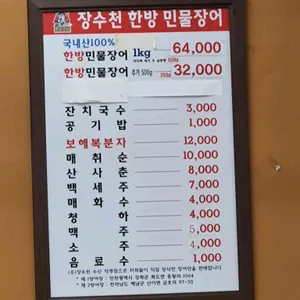 장수천 한방 민물장어
국내산100%
한방민물장어 1kg 64,000
한방민물장어 추가 500g 32,000
잔치국수 3,000
공기밥 1,000
보해복분자 12,000
매취순 10,000
산사춘 8,000
백세주 7,000
매화수 4,000
청하 4,000
맥주 5,000
소주 4,000
음료수 1,000